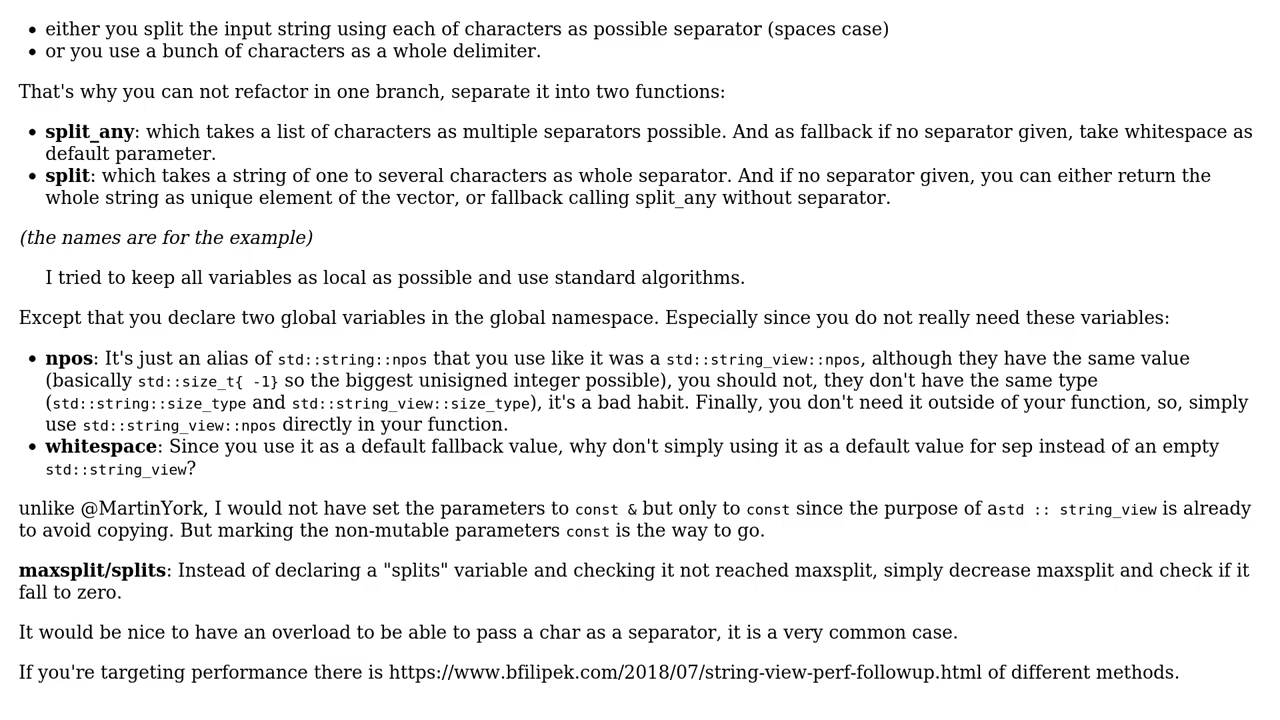 either you split the input string using each of characters as possible separator (spaces case)
or you use a bunch of characters as a whole delimiter.
That's why you can not refactor in one branch, separate it into two functions:
split_any: which takes a list of characters as multiple separators possible. And as fallback if no separator given, take whitespace as
default parameter.
split: which takes a string of one to several characters as whole separator. And if no separator given, you can either return the
whole string as unique element of the vector, or fallback calling split_any without separator.
(the names are for the example)
I tried to keep all variables as local as possible and use standard algorithms.
Except that you declare two global variables in the global namespace. Especially since you do not really need these variables:
npos: It's just an alias of std::string::npos that you use like it was a std::string_view::npos, although they have the same value
(basically std::size_t{ -1} so the biggest unisigned integer possible), you should not, they don't have the same type
(std::string::size_type and std::string_view::size_type), it's a bad habit. Finally, you don't need it outside of your function, so, simply
use std::string_view::npos directly in your function.
whitespace: Since you use it as a default fallback value, why don't simply using it as a default value for sep instead of an empty
std::string_view?
unlike @MartinYork, I would not have set the parameters to const & but only to const since the purpose of astd :: string_view is already
to avoid copying. But marking the non-mutable parameters const is the way to go.
maxsplit/splits: Instead of declaring a "splits" variable and checking it not reached maxsplit, simply decrease maxsplit and check if it
fall to zero.
It would be nice to have an overload to be able to pass a char as a separator, it is a very common case.
If you're targeting performance there is https://www.bfilipek.com/2018/07/string-view-perf-followup.html of different methods.